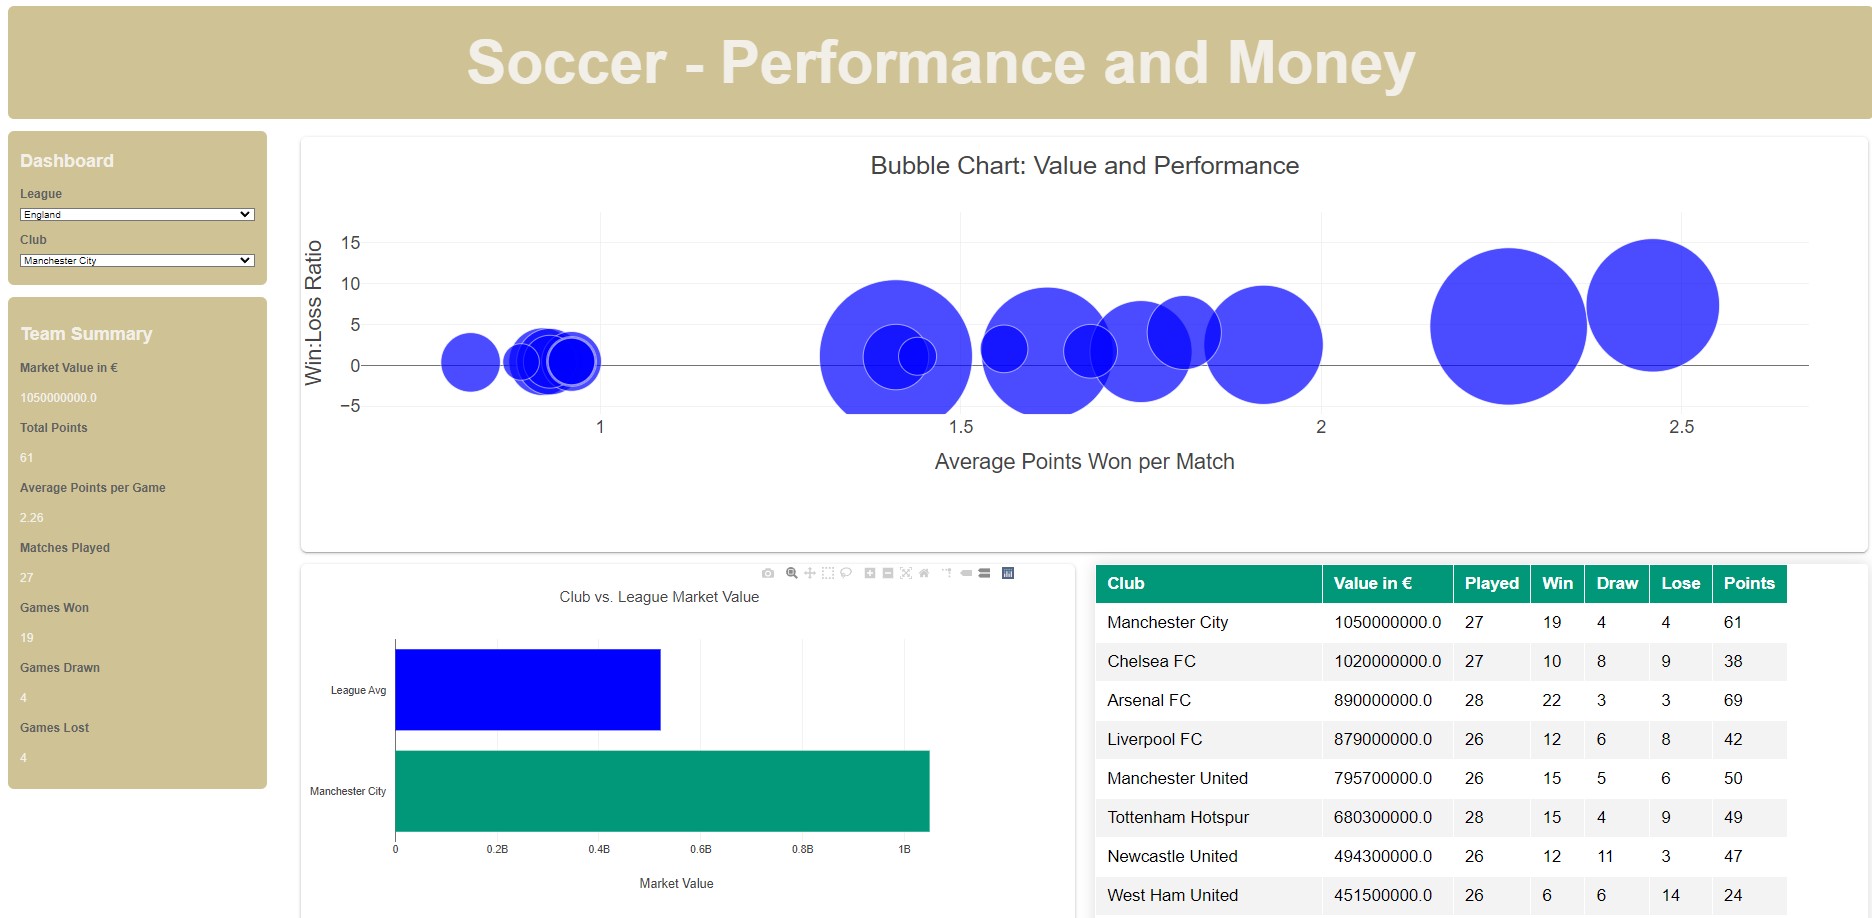 Soccer - Performance and Money
Dashboard
League
England
Club
Manchester City
Team Summary
Market Value in €
1050000000.0
Total Points
61
Average Points per Game
2.26
Matches Played
27
Games Won
19
Games Drawn
4
Games Lost
4
Bubble Chart: Value and Performance
Win:Loss Ratio
15
10
5
0
−5
1 1.5 2 2.5
Average Points Won per Match
Club vs. League Market Value
League Avg
Manchester City
0 0.2B 0.4B 0.6B 0.8B 1B
Market Value
Club Value in € Played Win Draw Lose Points
Manchester City 1050000000.0 27 19 4 4 61
Chelsea FC 1020000000.0 27 10 8 9 38
Arsenal FC 890000000.0 28 22 3 3 69
Liverpool FC 879000000.0 26 12 6 8 42
Manchester United 795700000.0 26 15 5 6 50
Tottenham Hotspur 680300000.0 28 15 4 9 49
Newcastle United 494300000.0 26 12 11 3 47
West Ham United 451500000.0 26 6 6 14 24